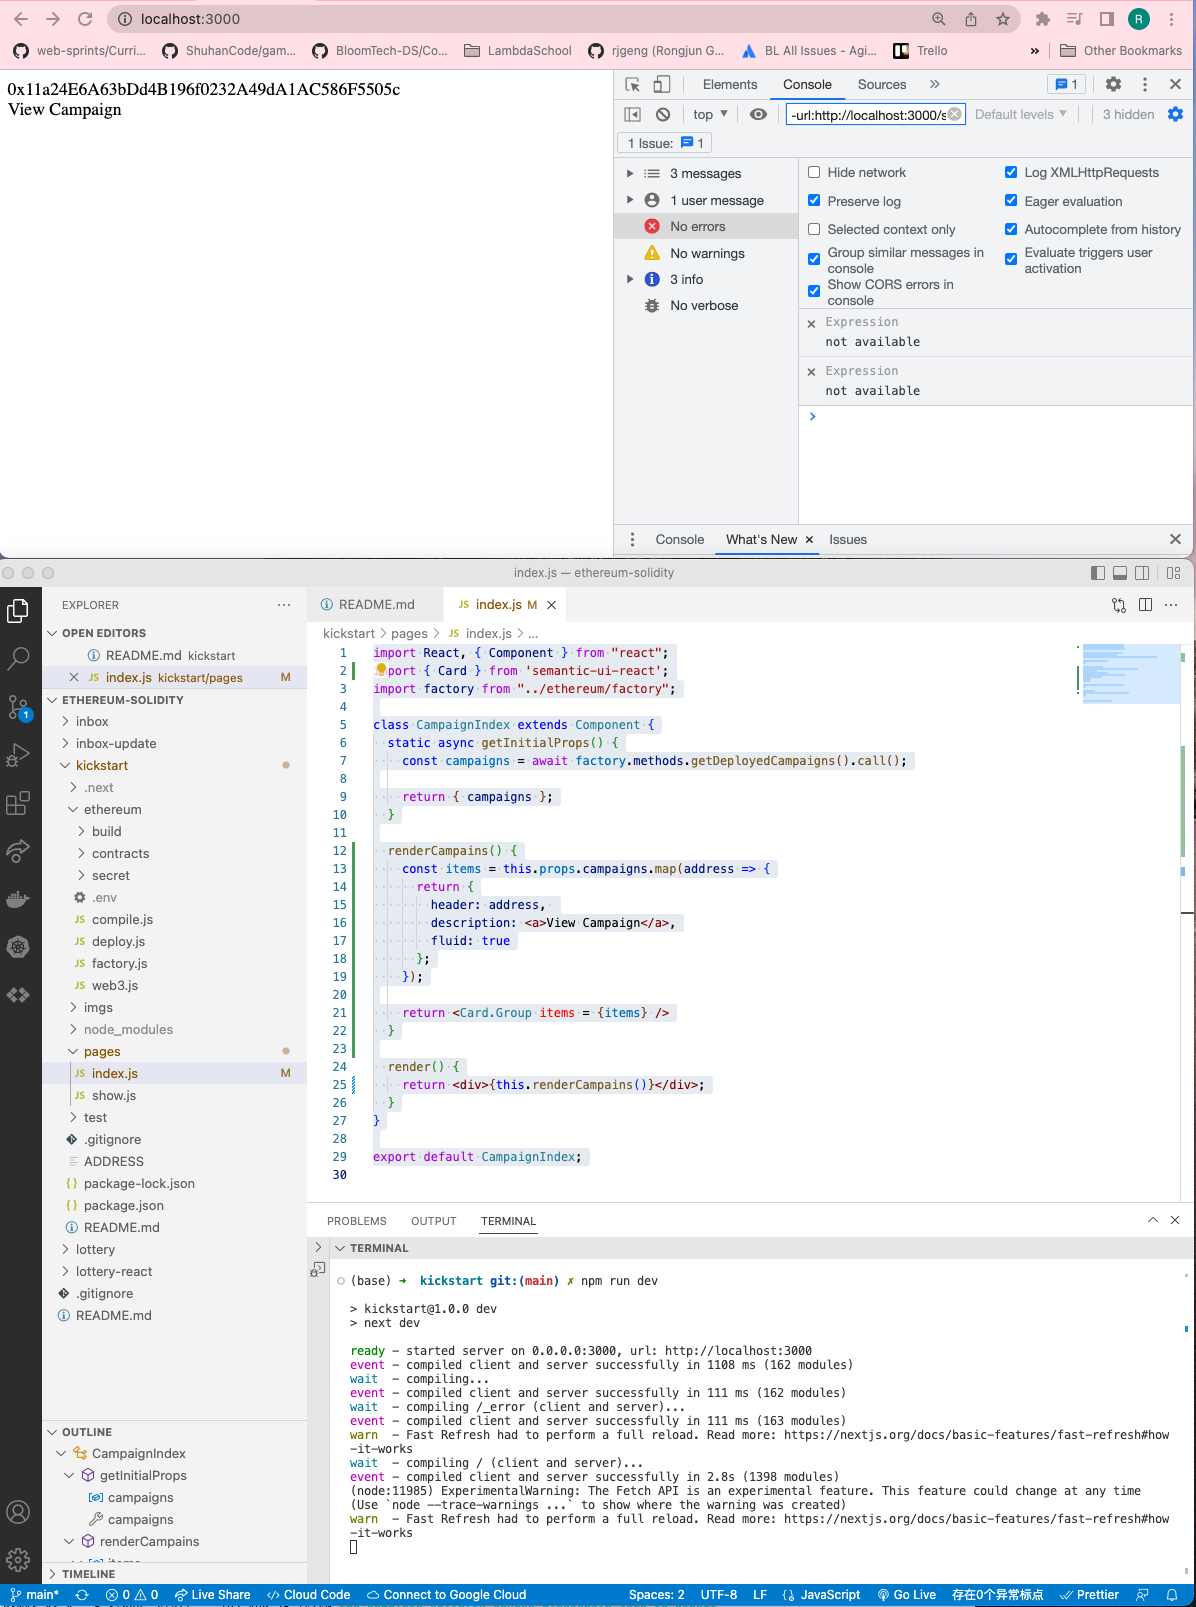 localhost:3000
R
web-sprints/Curri...
ShuhanCode/gam...
BloomTech-DS/Co...
LambdaSchool
rjgeng (Rongjun G...
BL All Issues - Agi...
Trello
»
Other Bookmarks
0x11a24E6A63bDd4B196f0232A49dA1AC586F5505c
View Campaign
Elements
Console
Sources
»
1
top
-url:http://localhost:3000/s
Default levels
3 hidden
1 Issue: 1
3 messages
1 user message
No errors
No warnings
3 info
No verbose
Hide network
Log XMLHttpRequests
Preserve log
Eager evaluation
Selected context only
Autocomplete from history
Group similar messages in console
Evaluate triggers user activation
Show CORS errors in console
Expression
not available
Expression
not available
Console
What's New
Issues
index.js — ethereum-solidity
EXPLORER
README.md
JS index.js M
OPEN EDITORS
README.md kickstart
JS index.js kickstart/pages M
ETHEREUM-SOLIDITY
inbox
inbox-update
kickstart
.next
ethereum
build
contracts
secret
.env
JS compile.js
JS deploy.js
JS factory.js
JS web3.js
imgs
node_modules
pages
JS index.js M
JS show.js
test
.gitignore
ADDRESS
{} package-lock.json
{} package.json
README.md
lottery
lottery-react
.gitignore
README.md
OUTLINE
CampaignIndex
getInitialProps
campaigns
campaigns
renderCampains
items
TIMELINE
1
kickstart > pages > JS index.js > ...
1 import React, { Component } from "react";
2 port { Card } from 'semantic-ui-react';
3 import factory from "../ethereum/factory";
4
5 class CampaignIndex extends Component {
6 static async getInitialProps() {
7 const campaigns = await factory.methods.getDeployedCampaigns().call();
8
9 return { campaigns };
10 }
11
12 renderCampains() {
13 const items = this.props.campaigns.map(address => {
14 return {
15 header: address,
16 description: <a>View Campaign</a>,
17 fluid: true
18 };
19 });
20
21 return <Card.Group items = {items} />
22 }
23
24 render() {
25 return <div>{this.renderCampains()}</div>;
26 }
27 }
28
29 export default CampaignIndex;
30
PROBLEMS
OUTPUT
TERMINAL
TERMINAL
(base) ➜ kickstart git:(main) ✗ npm run dev
> kickstart@1.0.0 dev
> next dev
ready - started server on 0.0.0.0:3000, url: http://localhost:3000
event - compiled client and server successfully in 1108 ms (162 modules)
wait - compiling...
event - compiled client and server successfully in 111 ms (162 modules)
wait - compiling /_error (client and server)...
event - compiled client and server successfully in 111 ms (163 modules)
warn - Fast Refresh had to perform a full reload. Read more: https://nextjs.org/docs/basic-features/fast-refresh#how
-it-works
wait - compiling / (client and server)...
event - compiled client and server successfully in 2.8s (1398 modules)
(node:11985) ExperimentalWarning: The Fetch API is an experimental feature. This feature could change at any time
(Use `node --trace-warnings ...` to show where the warning was created)
warn - Fast Refresh had to perform a full reload. Read more: https://nextjs.org/docs/basic-features/fast-refresh#how
-it-works
main*
0
0
Live Share
Cloud Code
Connect to Google Cloud
Spaces: 2
UTF-8
LF
{} JavaScript
Go Live
存在0个异常标点
Prettier